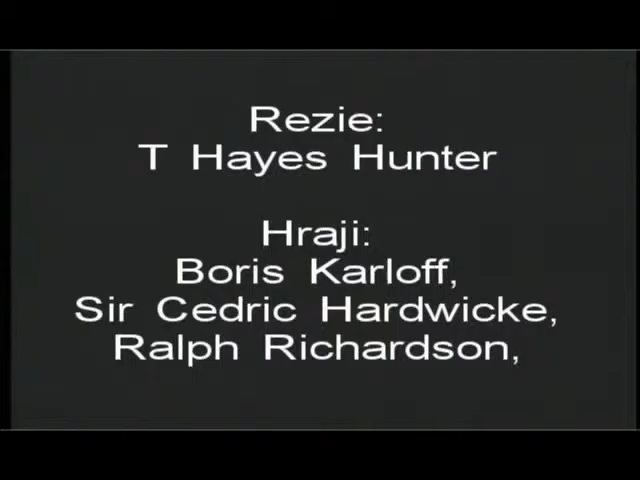 Rezie:
T Hayes Hunter
Hraji:
Boris Karloff,
Sir Cedric Hardwicke,
Ralph Richardson,